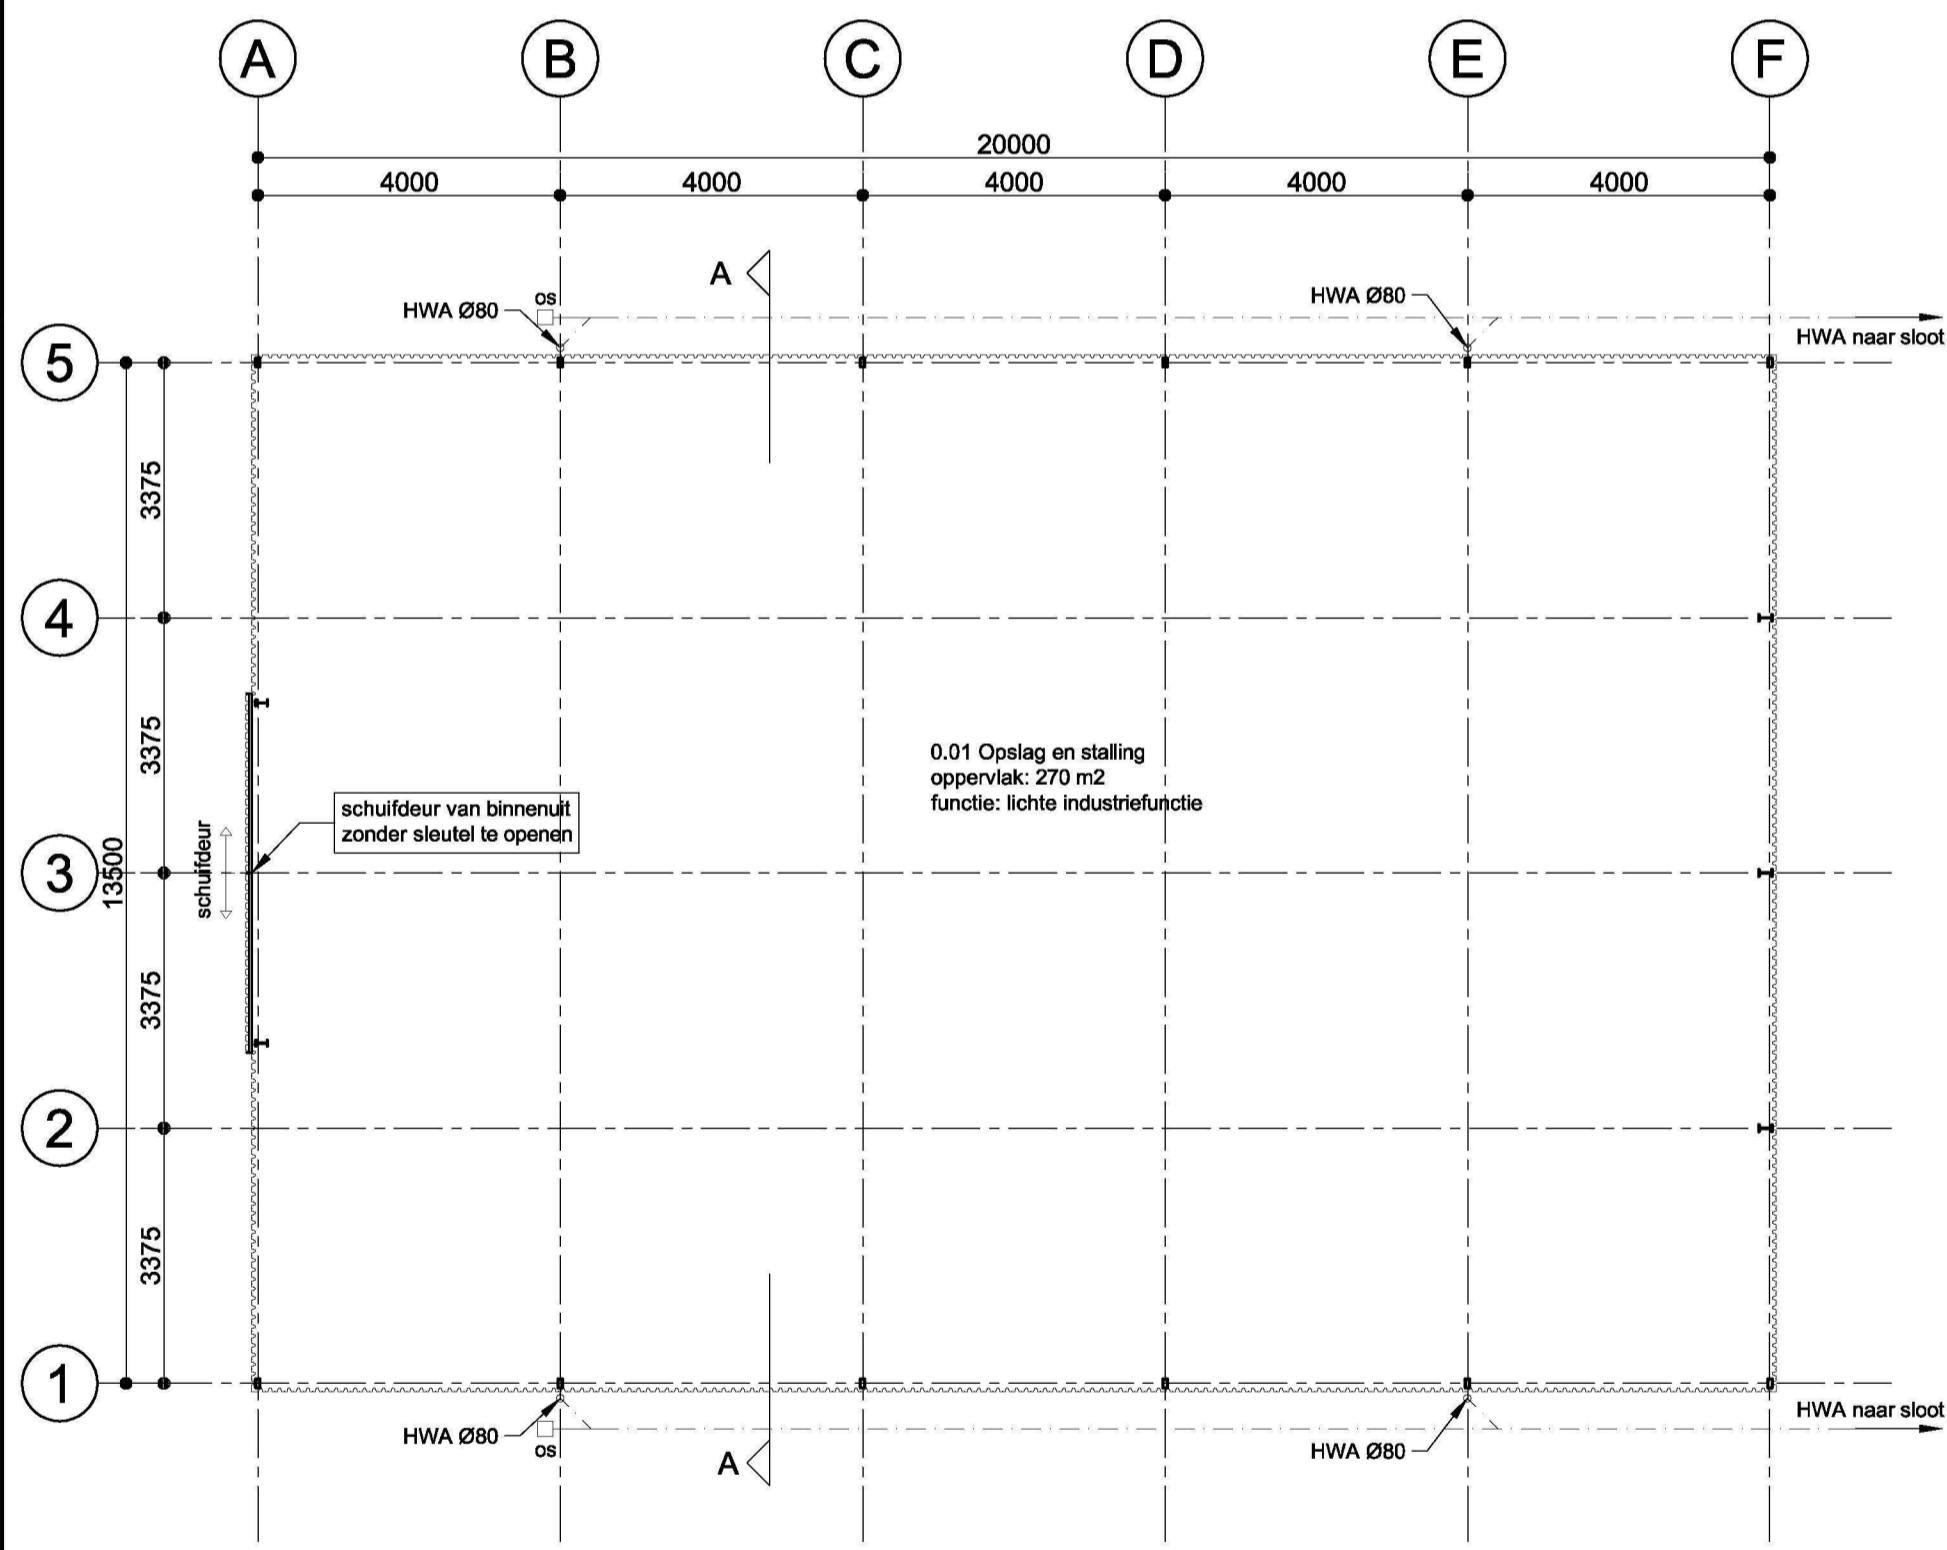 A B C D E F
20000
4000 4000 4000 4000 4000
A
os
HWA Ø80
HWA Ø80
HWA naar sloot
5
3375
4
3375
0.01 Opslag en stalling
oppervlak: 270 m2
functie: lichte industriefunctie
schuifdeur van binnenuit
zonder sleutel te openen
schuifdeur
3
13500
3375
2
3375
1
HWA naar sloot
HWA Ø80
os
HWA Ø80
A